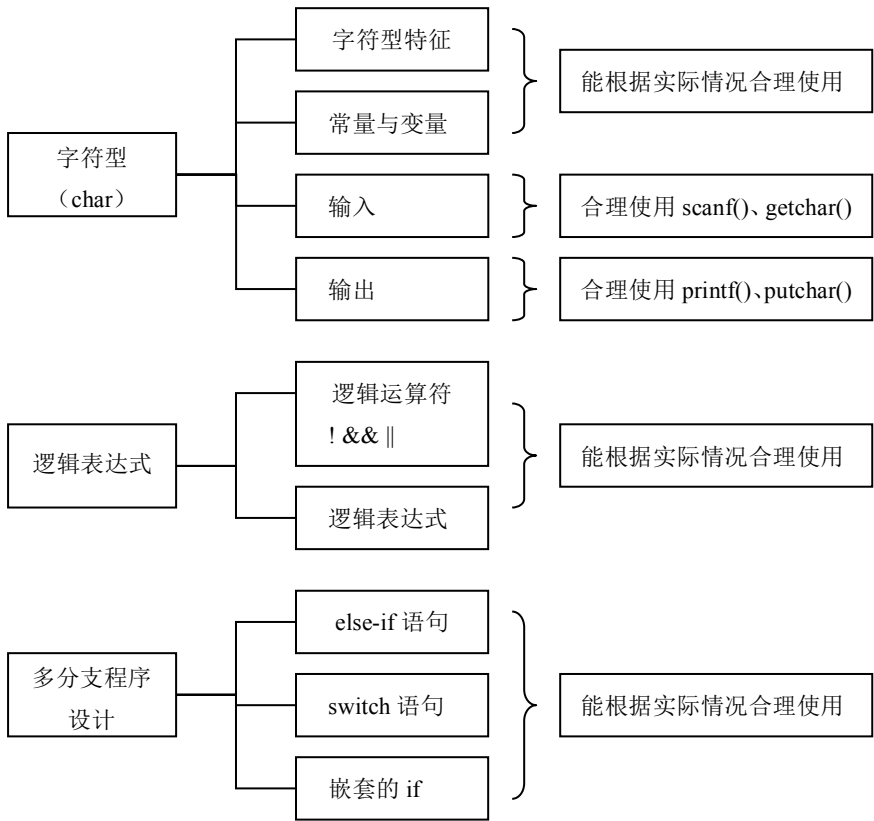 字符型
（char）
字符型特征
常量与变量
能根据实际情况合理使用
输入
合理使用 scanf()、getchar()
输出
合理使用 printf()、putchar()
逻辑表达式
逻辑运算符
! && ||
逻辑表达式
能根据实际情况合理使用
多分支程序
设计
else-if 语句
switch 语句
嵌套的 if
能根据实际情况合理使用